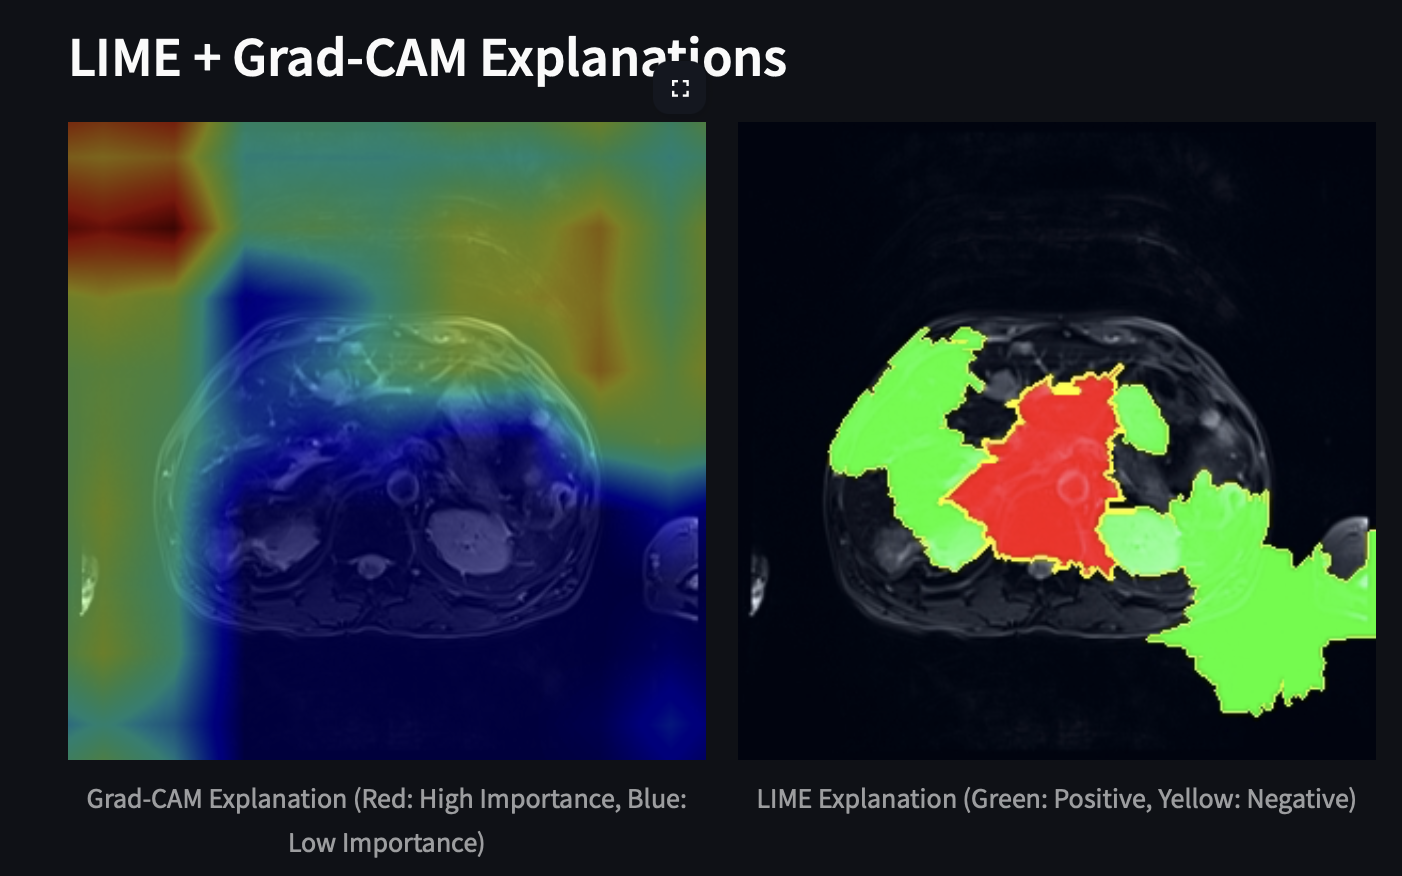 LIME + Grad-CAM Explanations
Grad-CAM Explanation (Red: High Importance, Blue:
Low Importance)
LIME Explanation (Green: Positive, Yellow: Negative)